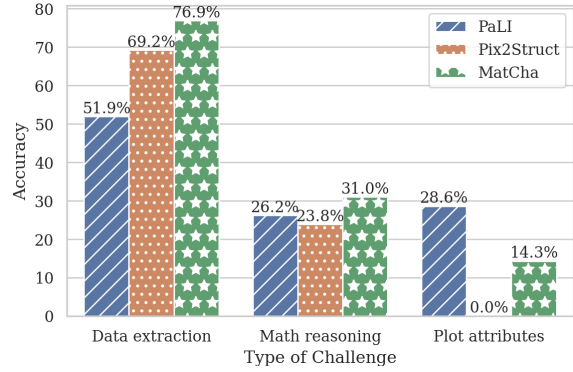 80
70
60
50
40
30
20
10
0
Accuracy
PaLI
Pix2Struct
MatCha
51.9%
69.2%
76.9%
26.2%
23.8%
31.0%
28.6%
0.0%
14.3%
Data extraction
Math reasoning
Plot attributes
Type of Challenge